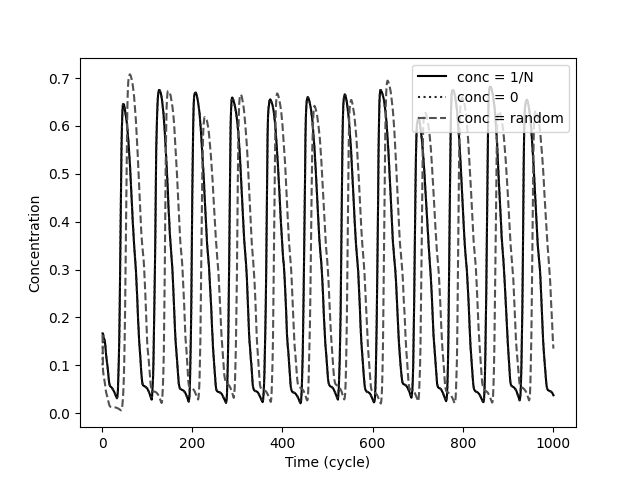 conc = 1/N
conc = 0
conc = random
0.7
0.6
0.5
0.4
0.3
0.2
0.1
0.0
Concentration
0
200
400
600
800
1000
Time (cycle)